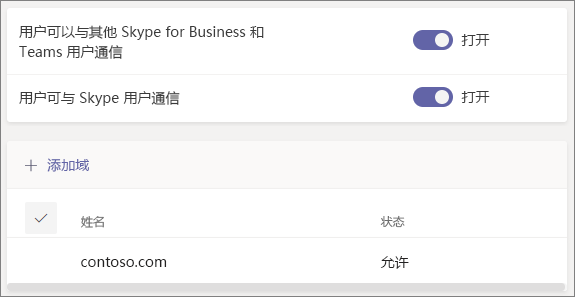 用户可以与其他 Skype for Business 和
Teams 用户通信
打开
用户可与 Skype 用户通信
打开
添加域
姓名
状态
contoso.com
允许